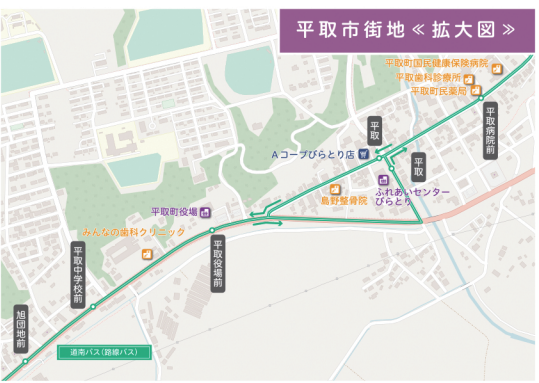 平取市街地≪拡大図≫
平取町国民健康保険病院
平取歯科診療所
平取町民薬局
平取病院前
平取
Aコープびらとり店
平取
ふれあいセンター
びらとり
島野整骨院
平取町役場
みんなの歯科クリニック
平取役場前
平取中学校前
旭団地前
道南バス(路線バス)